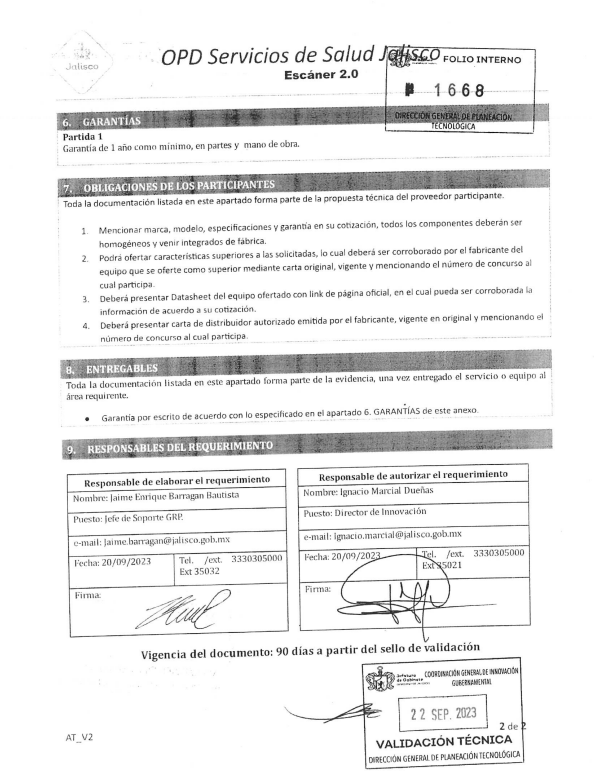 Jalisco
OPD Servicios de Salud Jalisco
Escáner 2.0
FOLIO INTERNO
1668
DIRECCIÓN GENERAL DE PLANEACIÓN
TECNOLÓGICA
6. GARANTÍAS
Partida 1
Garantía de 1 año como mínimo, en partes y mano de obra.
7. OBLIGACIONES DE LOS PARTICIPANTES
Toda la documentación listada en este apartado forma parte de la propuesta técnica del proveedor participante.
1. Mencionar marca, modelo, especificaciones y garantía en su cotización, todos los componentes deberán ser
homogéneos y venir integrados de fábrica.
2. Podrá ofertar características superiores a las solicitadas, lo cual deberá ser corroborado por el fabricante del
equipo que se oferte como superior mediante carta original, vigente y mencionando el número de concurso al
cual participa.
3. Deberá presentar Datasheet del equipo ofertado con link de página oficial, en el cual pueda ser corroborada la
información de acuerdo a su cotización.
4. Deberá presentar carta de distribuidor autorizado emitida por el fabricante, vigente en original y mencionando el
número de concurso al cual participa.
8. ENTREGABLES
Toda la documentación listada en este apartado forma parte de la evidencia, una vez entregado el servicio o equipo al
área requirente.
• Garantía por escrito de acuerdo con lo especificado en el apartado 6. GARANTÍAS de este anexo.
9. RESPONSABLES DEL REQUERIMIENTO
Responsable de elaborar el requerimiento
Nombre: Jaime Enrique Barragan Bautista
Puesto: Jefe de Soporte GRP.
e-mail: Jaime.barragan@jalisco.gob.mx
Fecha: 20/09/2023
Tel. /ext. 3330305000
Ext 35032
Firma:
Responsable de autorizar el requerimiento
Nombre: Ignacio Marcial Dueñas
Puesto: Director de Innovación
e-mail: Ignacio.marcial@jalisco.gob.mx
Fecha: 20/09/2023
Tel. /ext. 3330305000
Ext 35021
Firma:
Vigencia del documento: 90 días a partir del sello de validación
Jefatura
de Gabinete
COORDINACIÓN GENERAL DE INNOVACIÓN
GUBERNAMENTAL
22 SEP. 2023
2 de 2
VALIDACIÓN TÉCNICA
DIRECCIÓN GENERAL DE PLANEACIÓN TECNOLÓGICA
AT_V2